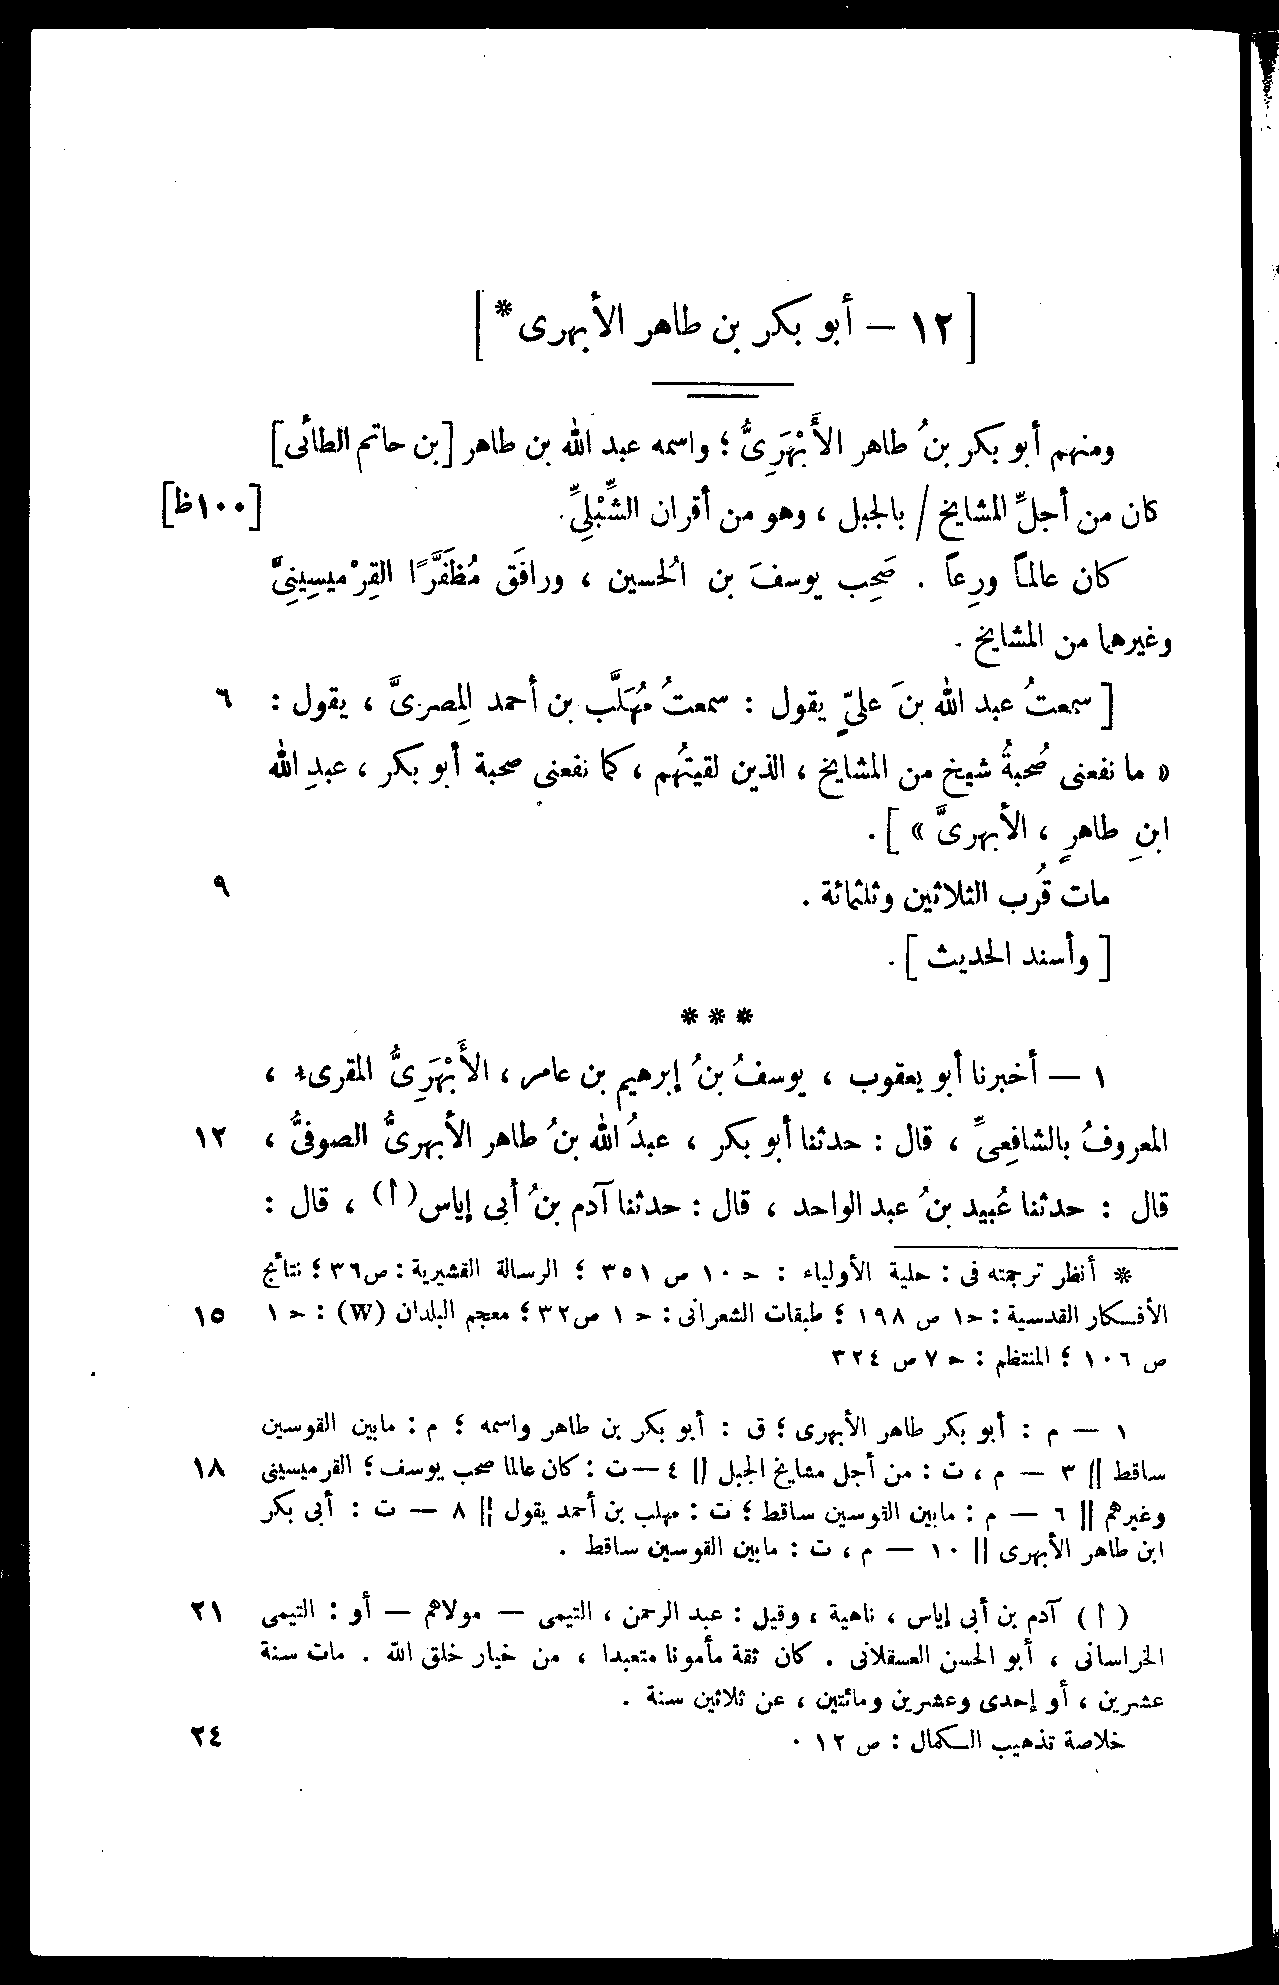 [ ١٢ — أبو بكر بن طاهر الأبهرى * ]
ومنهم أبو بكر بنُ طاهر الأَبْهَرِىُّ ؛ واسمه عبد الله بن طاهر [بن حاتم الطائى]
كان من أجلِّ المشايخ / بالجبل ، وهو من أقران الشِّبْلِىِّ. [١٠٠ظ]
كان عالماً ورِعاً . صَحِب يوسفَ بن الحُسين ، ورافَق مُظَفَّرًا القِرْميسِينِىَّ
وغيرهما من المشايخ .
[ سمعتُ عبد الله بنَ علىٍّ يقول : سمعتُ مُهَلَّب بن أحمد المِصرىَّ ، يقول : ٦
« ما نفعنى صُحبةُ شيخ من المشايخ ، الذين لقيتُهم ، كما نفعنى صحبة أبو بكر ، عبدِ الله
ابنِ طاهرٍ ، الأبهرىَّ » ] .
مات قُرب الثلاثين وثلثمائة . ٩
[ وأسند الحديث ] .
* * *
١ — أخبرنا أبو يعقوب ، يوسفُ بنُ إبرهيم بن عامر ، الأَبْهَرِىُّ المقرىء ،
المعروفُ بالشافِعىِّ ، قال : حدثنا أبو بكر ، عبدُ الله بنُ طاهر الأبهرىُّ الصوفىُّ ، ١٢
قال : حدثنا عُبيد بنُ عبد الواحد ، قال : حدثنا آدم بنُ أبى إياس(أ) ، قال :
* أنظر ترجمته فى : حلية الأولياء : ح ١٠ ص ٣٥١ ؛ الرسالة القشيرية : ص٣٦ ؛ نتائج
الأفكار القدسية : ح١ ص ١٩٨ ؛ طبقات الشعرانى : ح ١ ص٣٢ ؛ معجم البلدان (W) : ح ١ ١٥
ص ١٠٦ ؛ المنتظم : ح ٧ ص ٣٢٤
١ — م : أبو بكر طاهر الأبهرى ؛ ق : أبو بكر بن طاهر واسمه ؛ م : مابين القوسين
ساقط || ٣ — م ، ت : من أجل مشايخ الجبل || ٤ — ت : كان عالما صحب يوسف ؛ القرميسينى ١٨
وغيرهم || ٦ — م : مابين القوسين ساقط ؛ ت : مهلب بن أحمد يقول || ٨ — ت : أبى بكر
ابن طاهر الأبهرى || ١٠ — م ، ت : مابين القوسين ساقط .
( أ ) آدم بن أبى إياس ، ناهية ، وقيل : عبد الرحمن ، التيمى — مولاهم — أو : التيمى ٢١
الخراسانى ، أبو الحسن العسقلانى . كان ثقة مأمونا متعبدا ، من خيار خلق الله . مات سنة
عشرين ، أو إحدى وعشرين ومائتين ، عن ثلاثين سنة .
خلاصة تذهيب الكمال : ص ١٢ . ٢٤